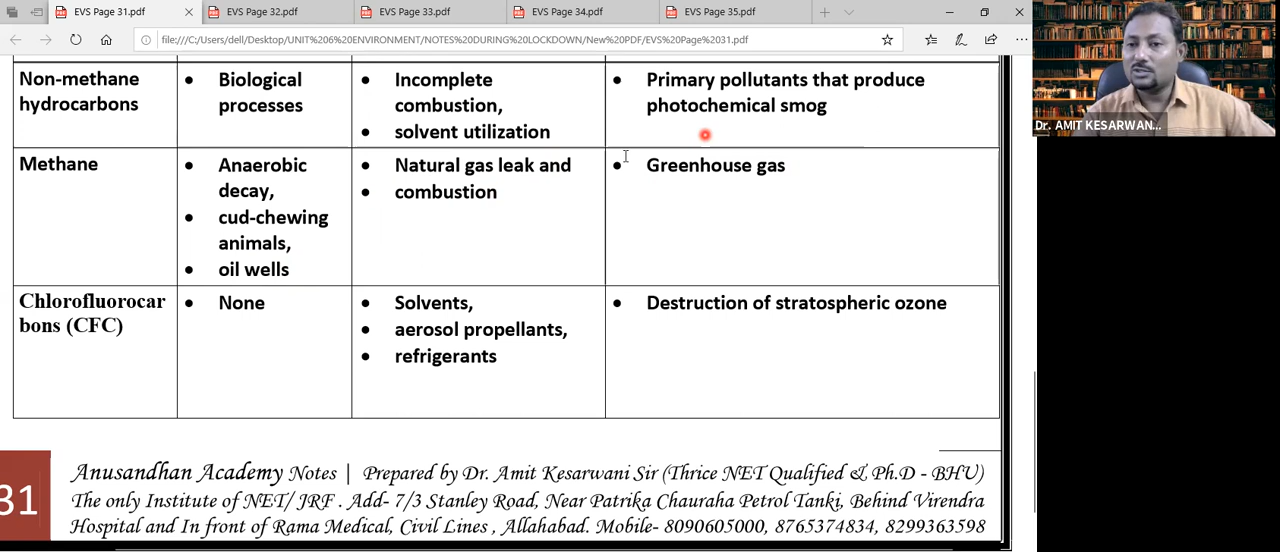 EVS Page 31.pdf
EVS Page 32.pdf
EVS Page 33.pdf
EVS Page 34.pdf
EVS Page 35.pdf
file:///C:/Users/dell/Desktop/UNIT%206%20ENVIRONMENT/NOTES%20DURING%20LOCKDOWN/New%20PDF/EVS%20Page%2031.pdf
Dr. AMIT KESARWAN...
Non-methane
hydrocarbons
• Biological
processes
• Incomplete
combustion,
• solvent utilization
• Primary pollutants that produce
photochemical smog
Methane
• Anaerobic
decay,
• cud-chewing
animals,
• oil wells
• Natural gas leak and
• combustion
• Greenhouse gas
Chlorofluorocar
bons (CFC)
• None
• Solvents,
• aerosol propellants,
• refrigerants
• Destruction of stratospheric ozone
31
Anusandhan Academy Notes | Prepared by Dr. Amit Kesarwani Sir (Thrice NET Qualified & Ph.D - BHU)
The only Institute of NET/ JRF . Add- 7/3 Stanley Road, Near Patrika Chauraha Petrol Tanki, Behind Virendra
Hospital and In front of Rama Medical, Civil Lines , Allahabad. Mobile- 8090605000, 8765374834, 8299363598